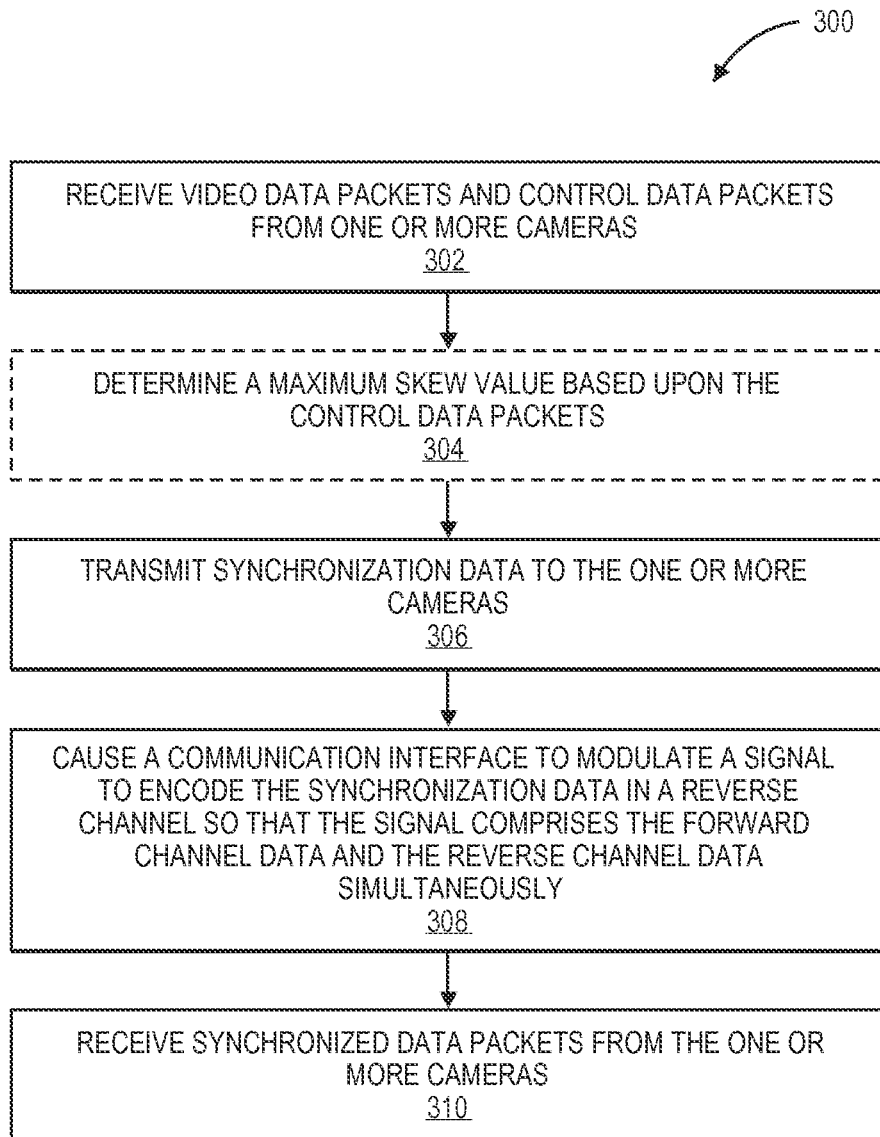 300
RECEIVE VIDEO DATA PACKETS AND CONTROL DATA PACKETS
FROM ONE OR MORE CAMERAS
302
DETERMINE A MAXIMUM SKEW VALUE BASED UPON THE
CONTROL DATA PACKETS
304
TRANSMIT SYNCHRONIZATION DATA TO THE ONE OR MORE
CAMERAS
306
CAUSE A COMMUNICATION INTERFACE TO MODULATE A SIGNAL
TO ENCODE THE SYNCHRONIZATION DATA IN A REVERSE
CHANNEL SO THAT THE SIGNAL COMPRISES THE FORWARD
CHANNEL DATA AND THE REVERSE CHANNEL DATA
SIMULTANEOUSLY
308
RECEIVE SYNCHRONIZED DATA PACKETS FROM THE ONE OR
MORE CAMERAS
310